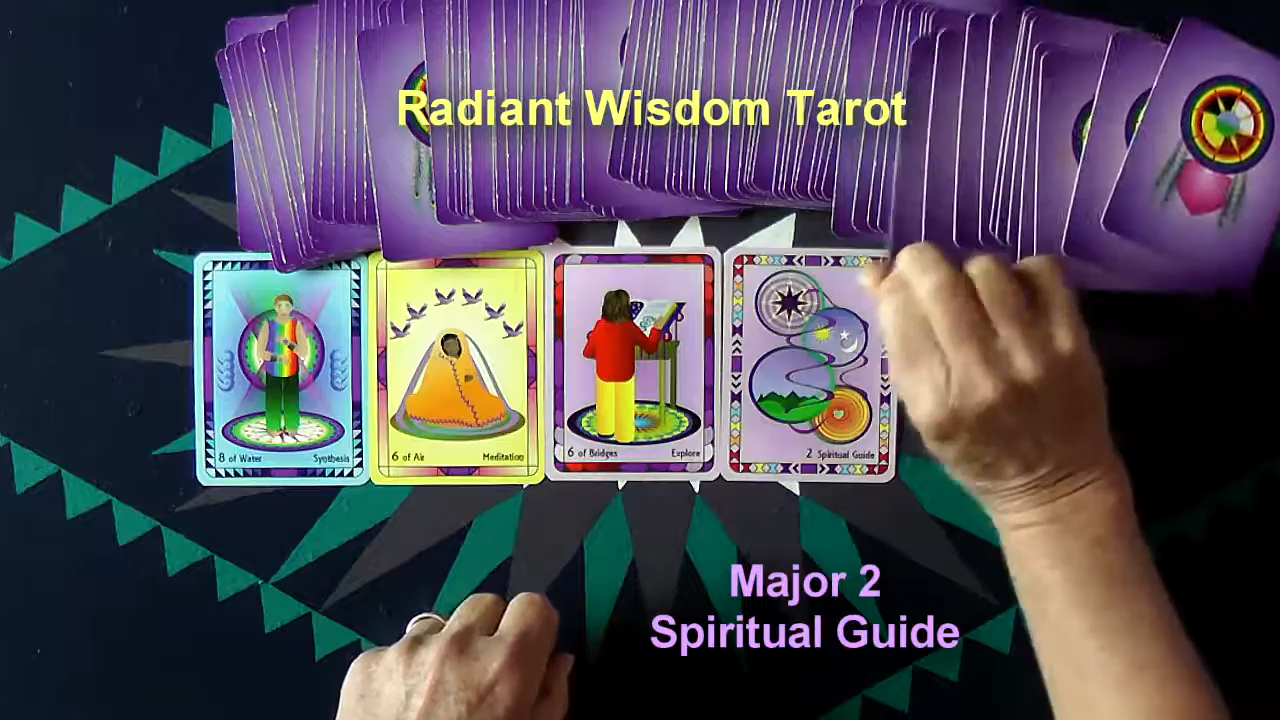 Radiant Wisdom Tarot
8 of Water Synthesis
6 of Air Meditation
6 of Bridges Explore
2 Spiritual Guide
Major 2
Spiritual Guide